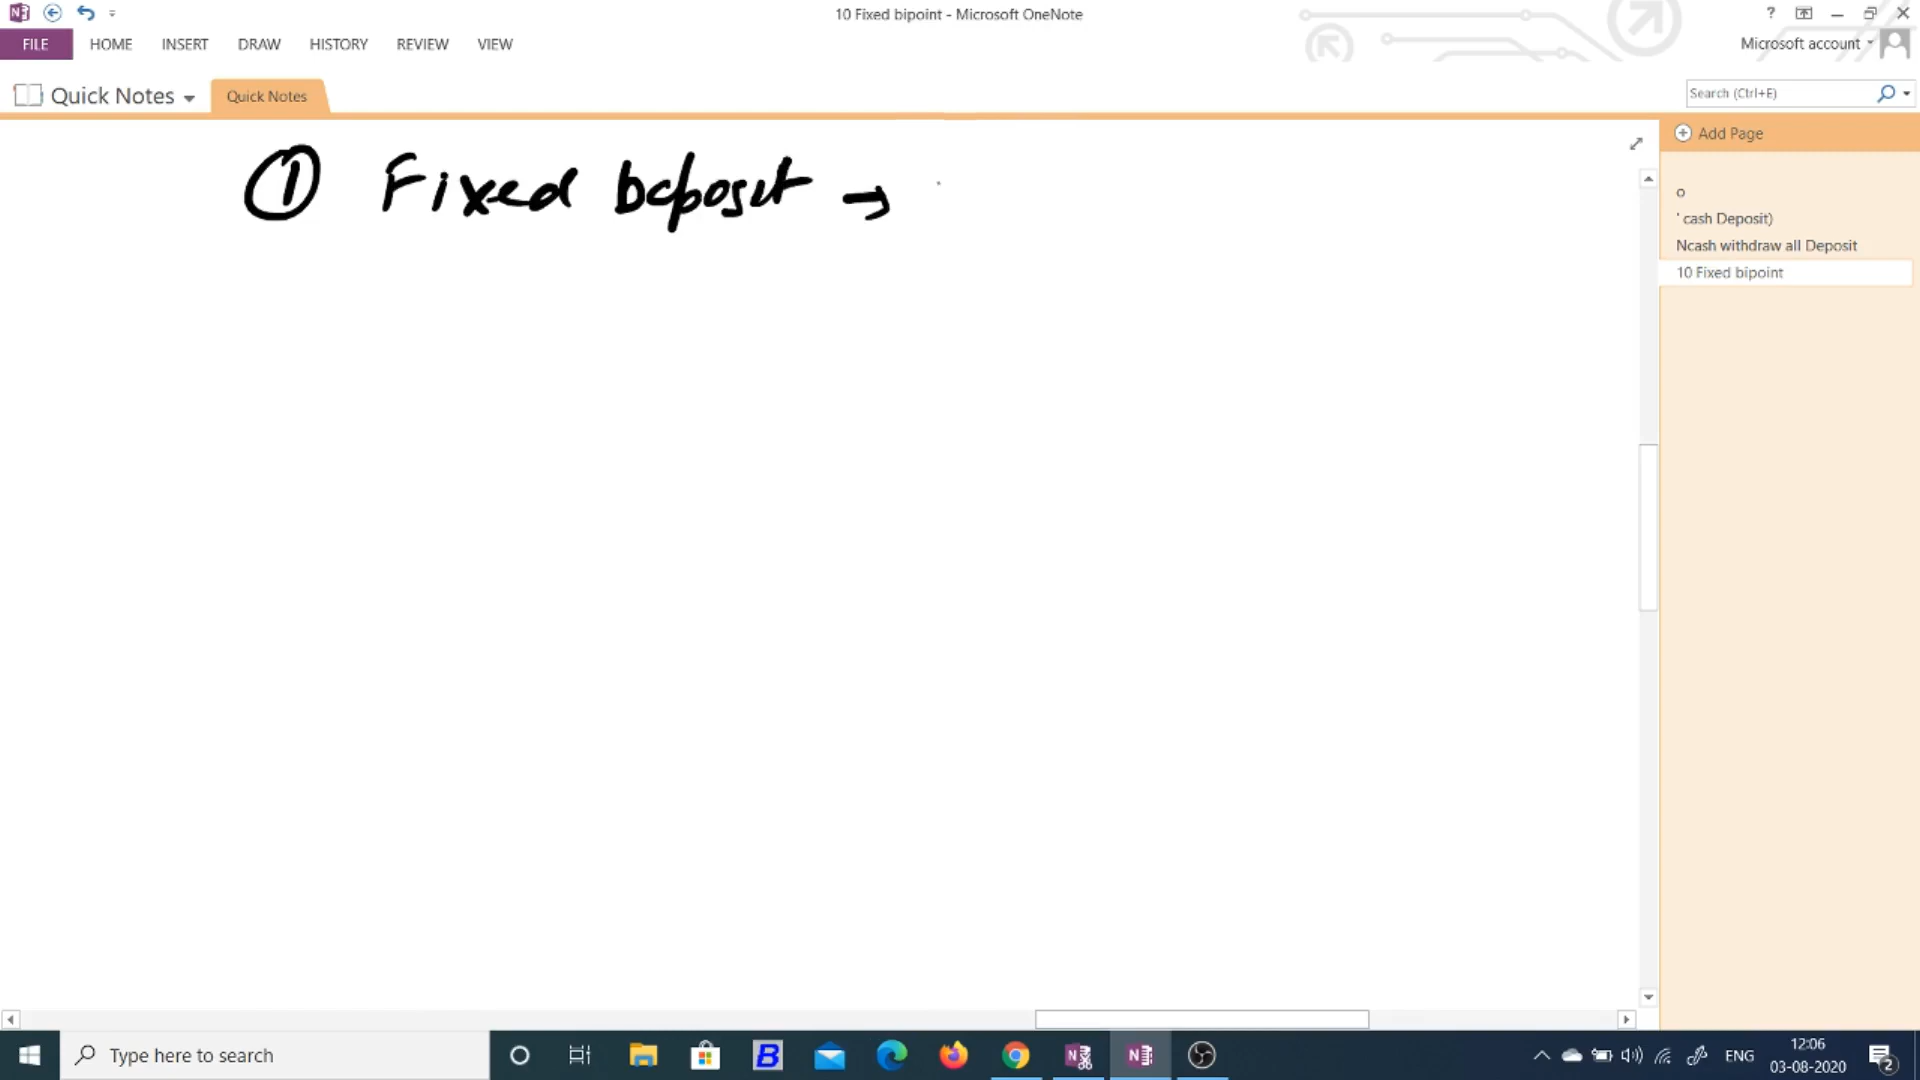 10 Fixed bipoint - Microsoft OneNote
?
FILE HOME INSERT DRAW HISTORY REVIEW VIEW
Microsoft account
Quick Notes
Quick Notes
Search (Ctrl+E)
① Fixed Deposit →
Add Page
o
' cash Deposit)
Ncash withdraw all Deposit
10 Fixed bipoint
Type here to search
B
ENG
12:06
03-08-2020
2